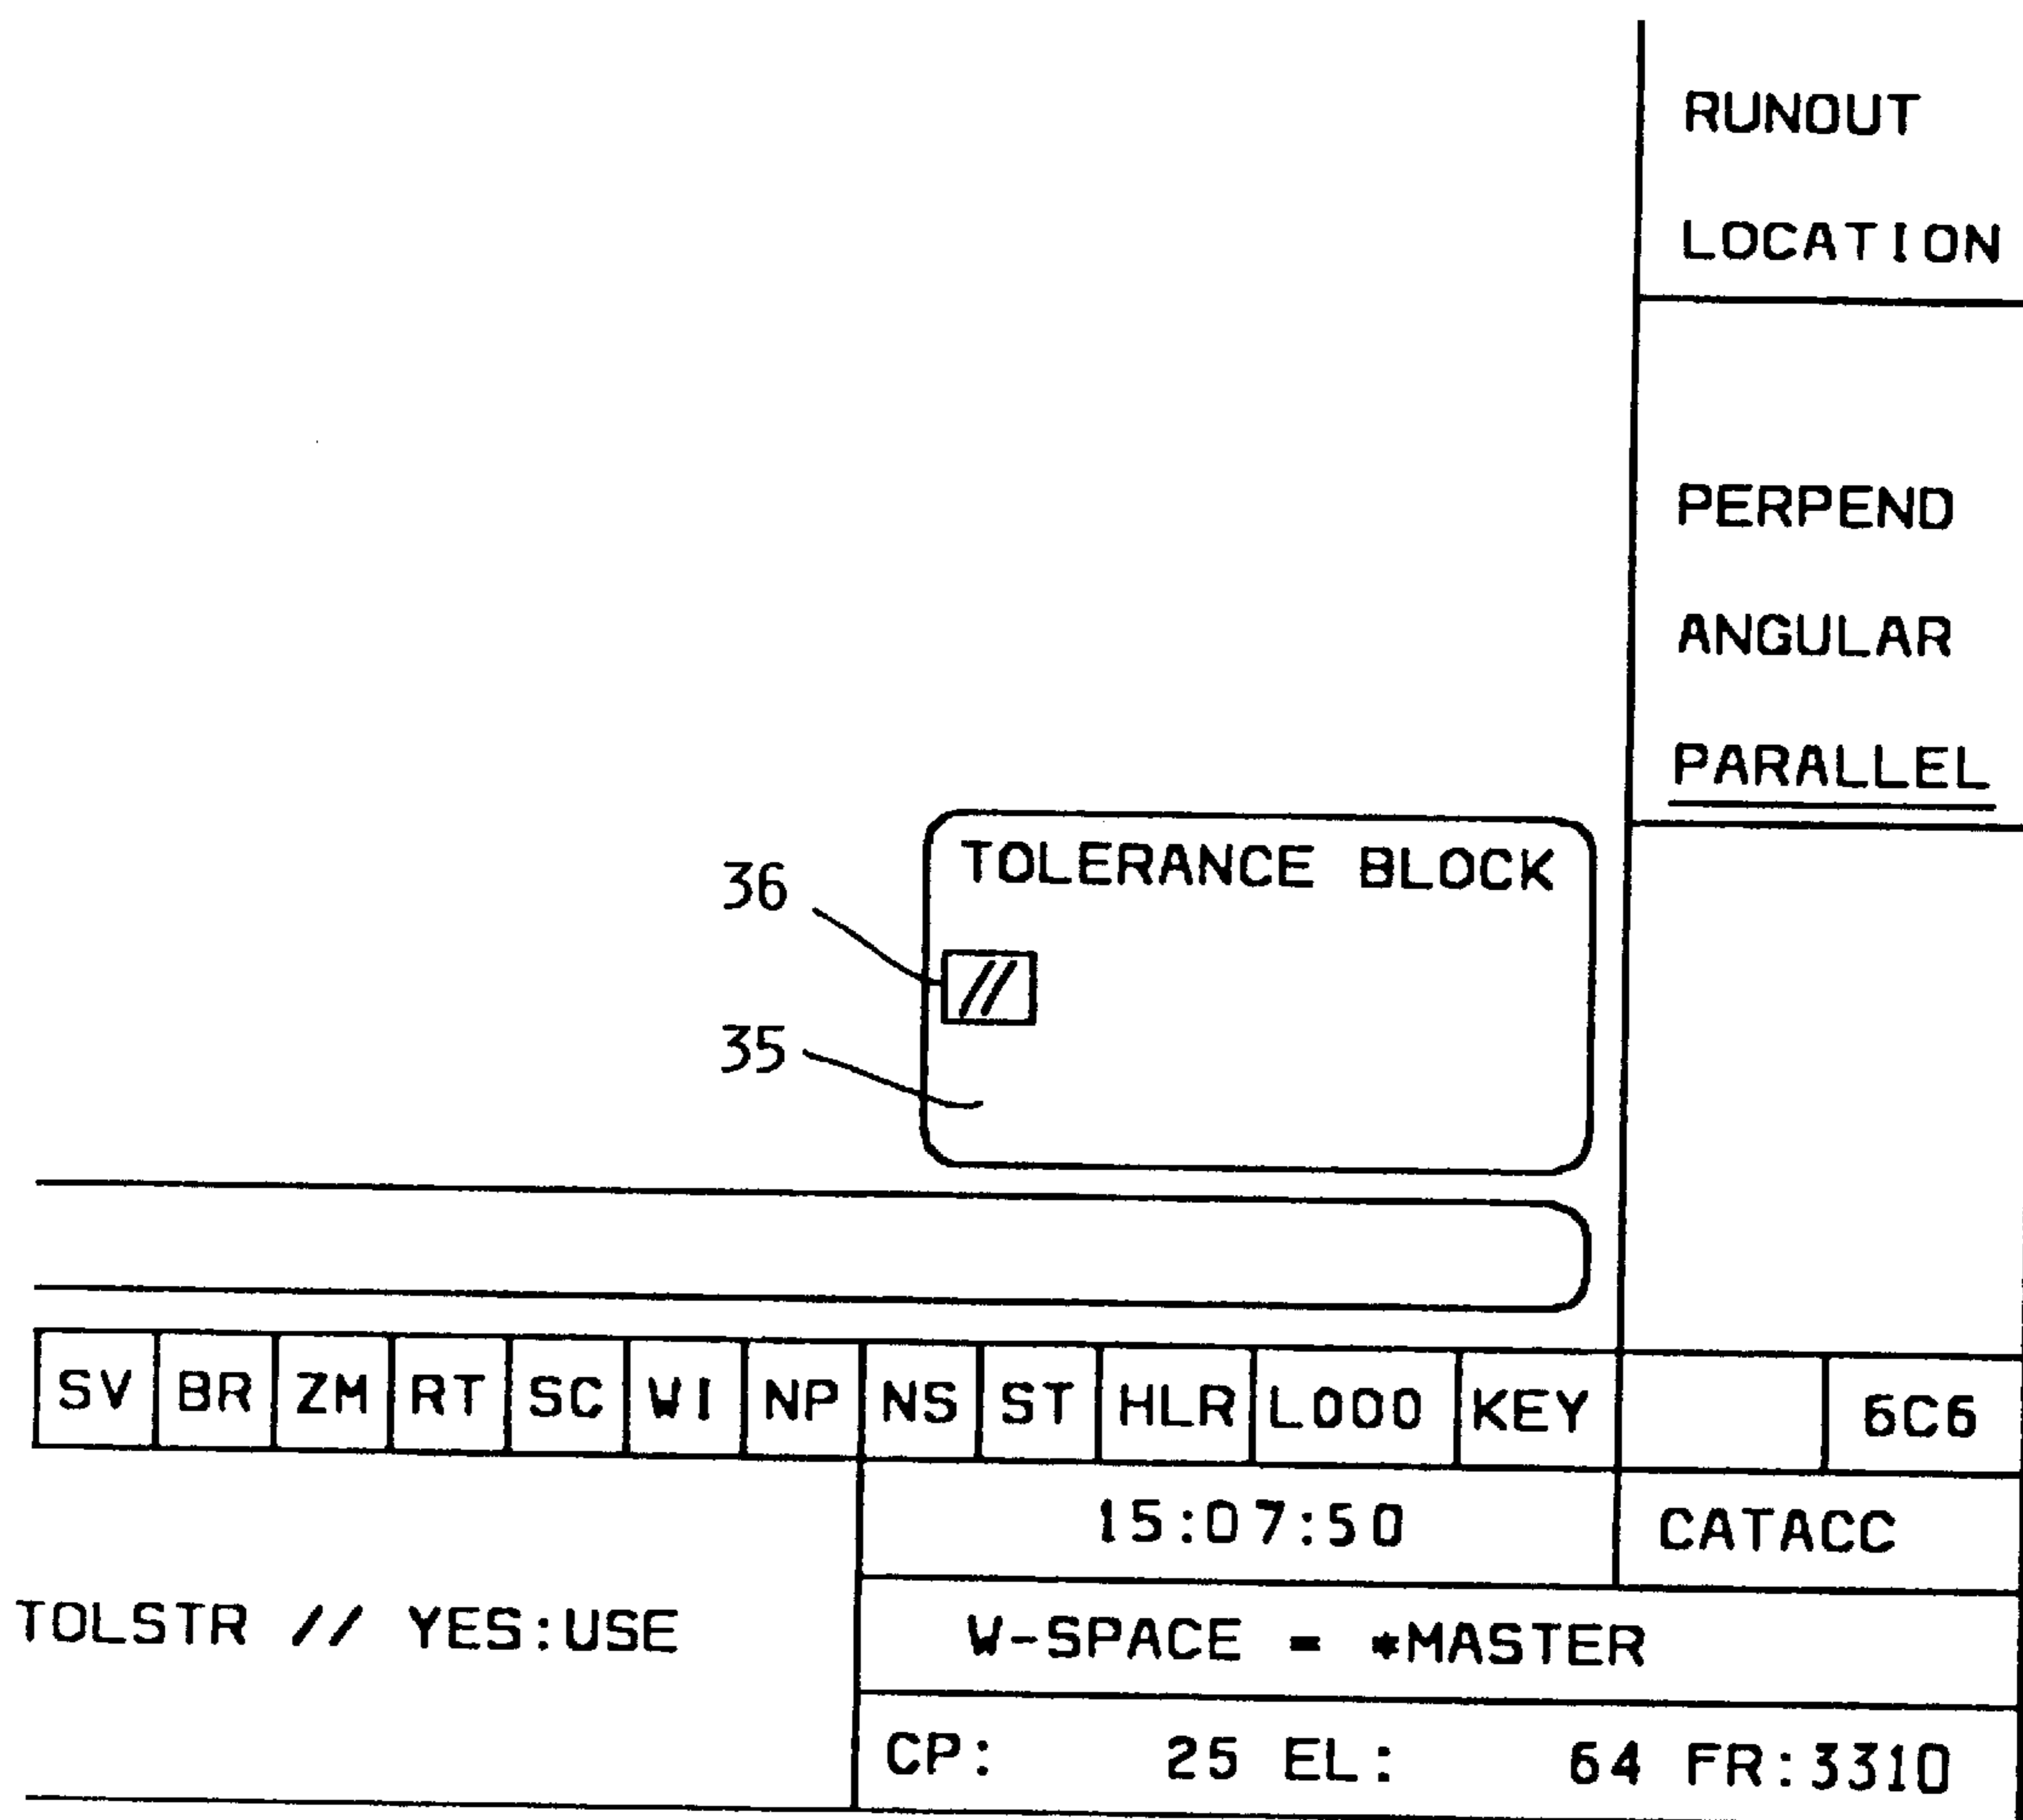 RUNOUT
LOCATION
PERPEND
ANGULAR
PARALLEL
TOLERANCE BLOCK
36
//
35
SV BR ZM RT SC WI NP NS ST HLR L000 KEY 6C6
15:07:50 CATACC
TOLSTR // YES:USE
W-SPACE = *MASTER
CP: 25 EL: 64 FR:3310